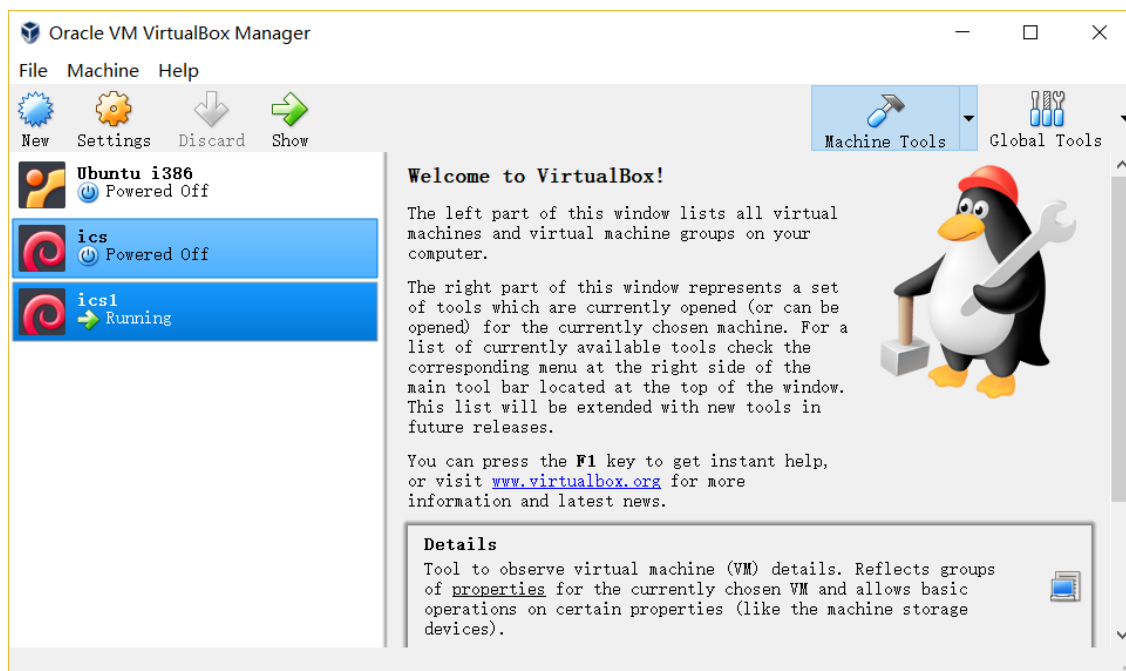 Oracle VM VirtualBox Manager
File Machine Help
New Settings Discard Show Machine Tools Global Tools
Ubuntu i386
Powered Off
ics
Powered Off
ics1
Running
Welcome to VirtualBox!
The left part of this window lists all virtual
machines and virtual machine groups on your
computer.
The right part of this window represents a set
of tools which are currently opened (or can be
opened) for the currently chosen machine. For a
list of currently available tools check the
corresponding menu at the right side of the
main tool bar located at the top of the window.
This list will be extended with new tools in
future releases.
You can press the F1 key to get instant help,
or visit www.virtualbox.org for more
information and latest news.
Details
Tool to observe virtual machine (VM) details. Reflects groups
of properties for the currently chosen VM and allows basic
operations on certain properties (like the machine storage
devices).